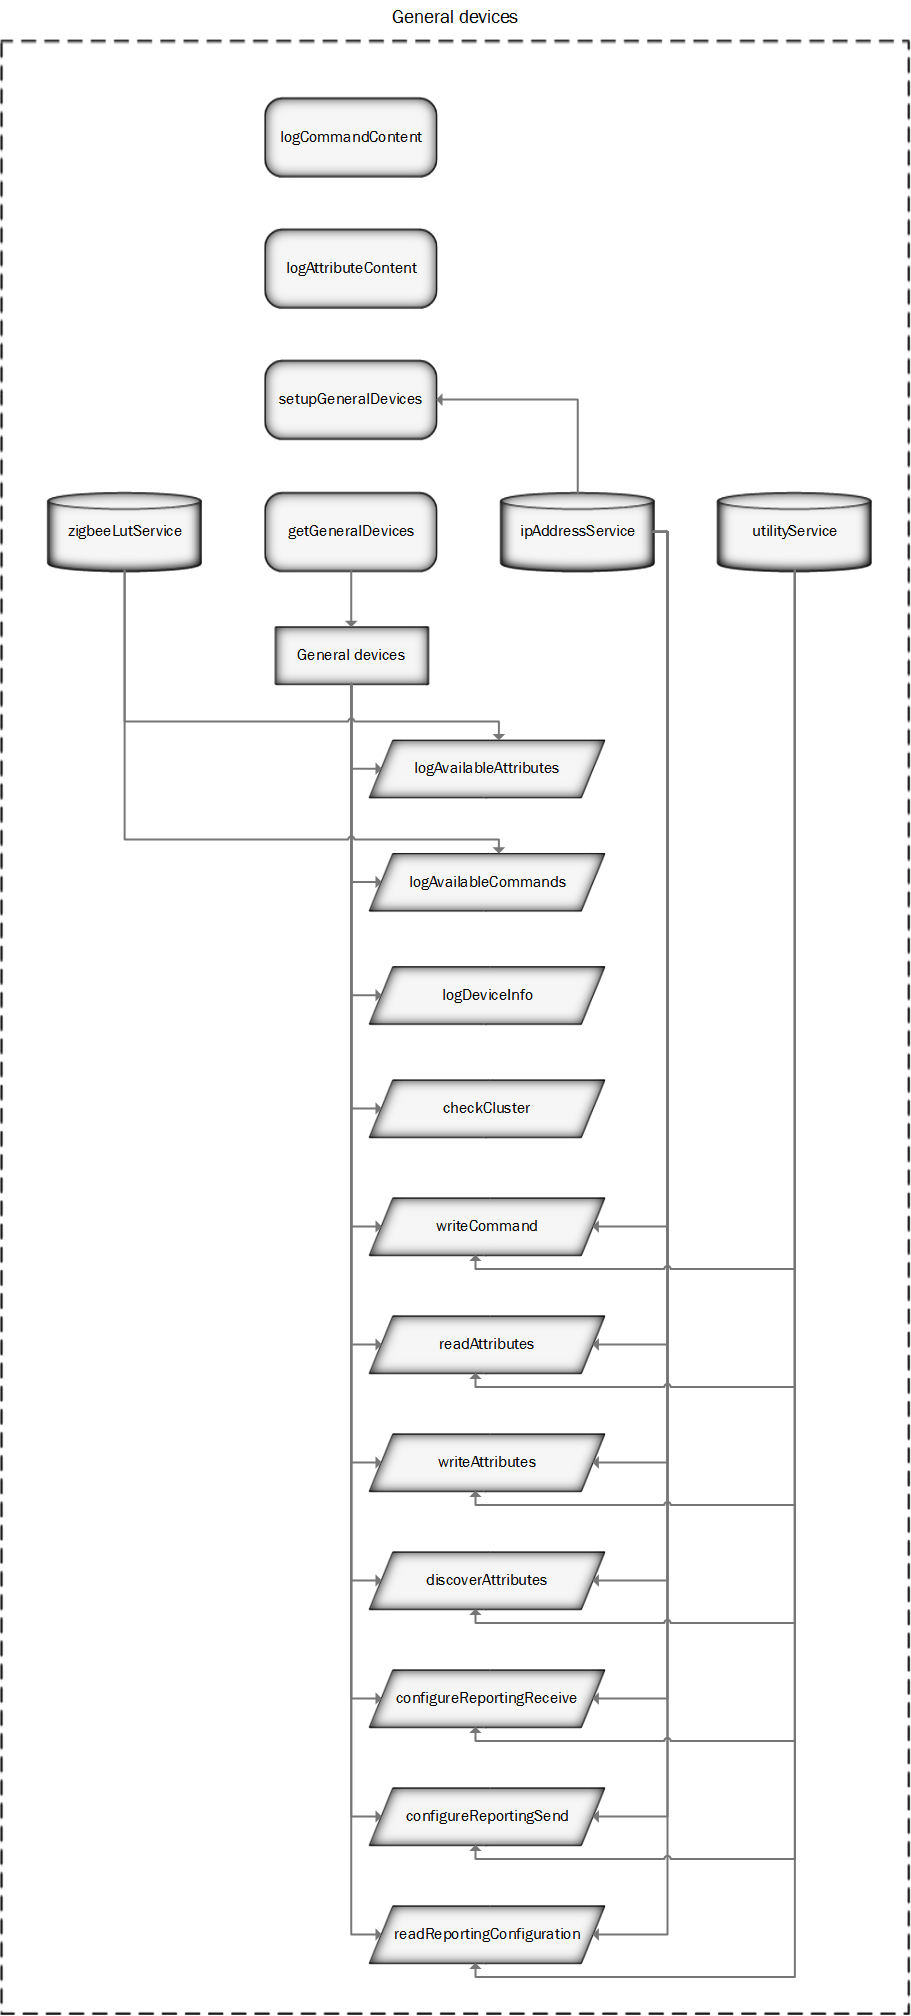 General devices
logCommandContent
logAttributeContent
setupGeneralDevices
zigbeeLutService
getGeneralDevices
ipAddressService
utilityService
General devices
logAvailableAttributes
logAvailableCommands
logDeviceInfo
checkCluster
writeCommand
readAttributes
writeAttributes
discoverAttributes
configureReportingReceive
configureReportingSend
readReportingConfiguration